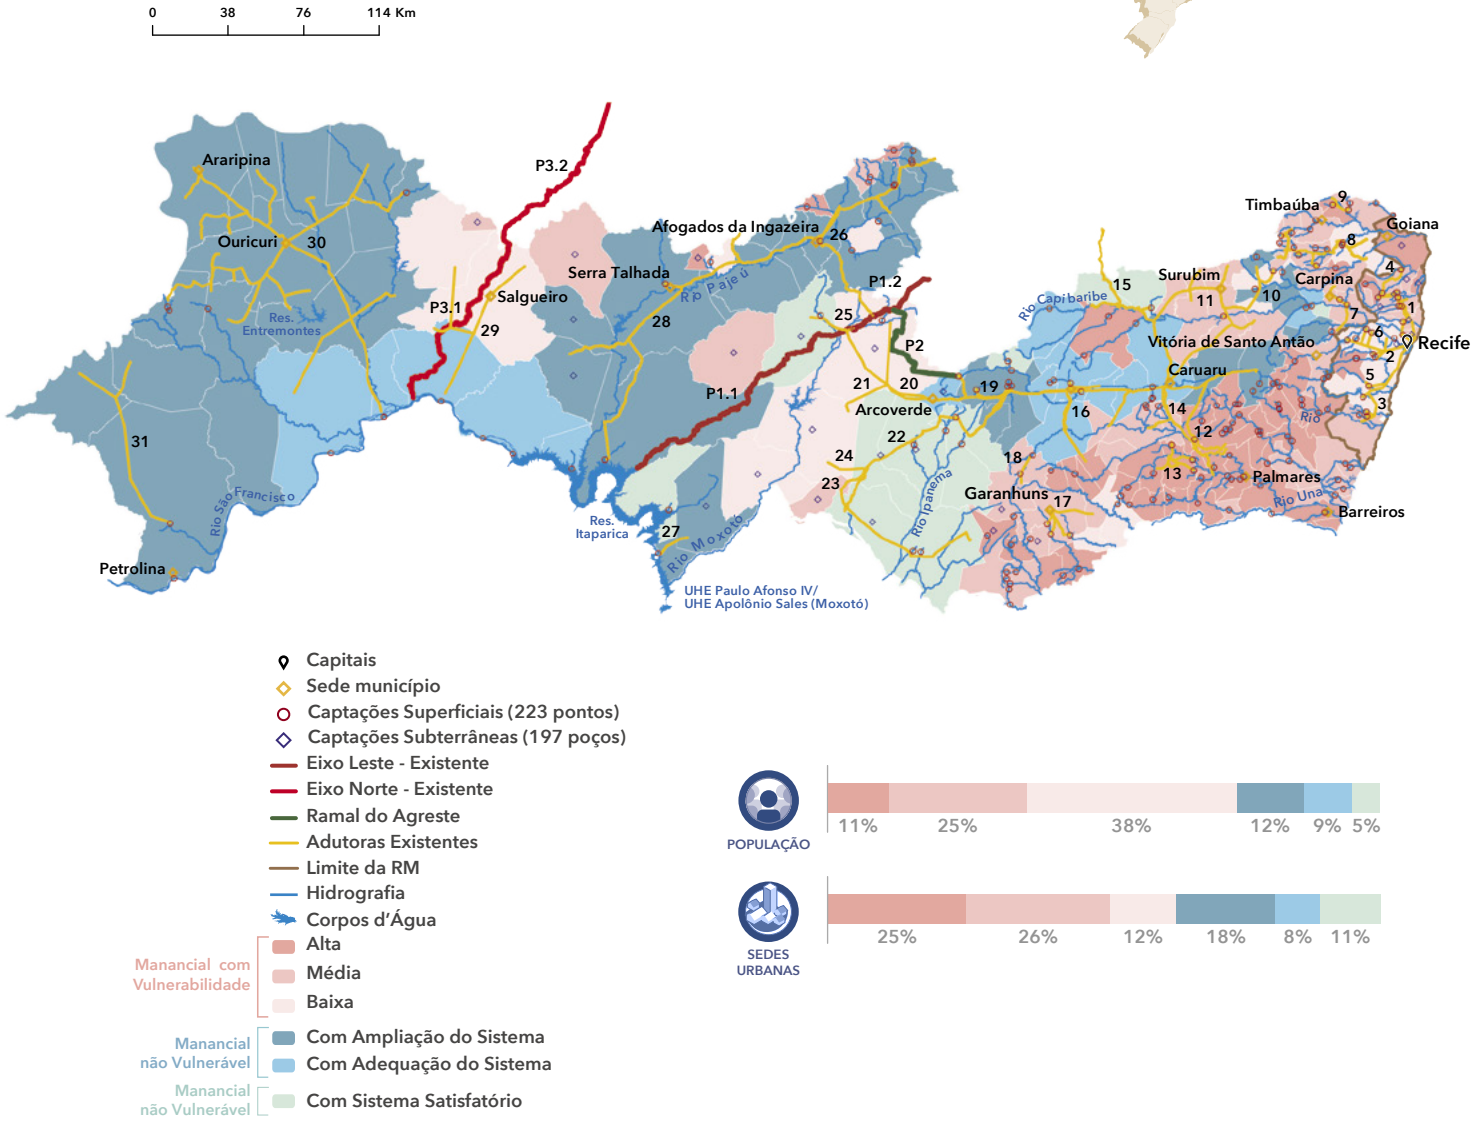 0 38 76 114 Km
P3.2
Araripina
Timbaúba
9
Goiana
Afogados da Ingazeira
26
8
Ouricuri
30
4
Serra Talhada
Rio Pajeú
P1.2
Surubim
Carpina
15
Rio Capibaribe
11
10
P3.1
Salgueiro
1
25
7
Res.
Entremontes
28
29
6
P2
Vitória de Santo Antão
Recife
2
Caruaru
5
21
20
19
P1.1
Arcoverde
16
14
3
Rio
31
22
12
24
18
13
Palmares
23
Garanhuns
17
Rio Una
Rio São Francisco
Rio Ipanema
Barreiros
Res.
Itaparica
27
Rio Moxotó
Petrolina
UHE Paulo Afonso IV/
UHE Apolônio Sales (Moxotó)
Capitais
Sede município
Captações Superficiais (223 pontos)
Captações Subterrâneas (197 poços)
Eixo Leste - Existente
Eixo Norte - Existente
Ramal do Agreste
Adutoras Existentes
Limite da RM
Hidrografia
Corpos d'Água
Manancial com
Vulnerabilidade
Alta
Média
Baixa
Manancial
não Vulnerável
Com Ampliação do Sistema
Com Adequação do Sistema
Manancial
não Vulnerável
Com Sistema Satisfatório
POPULAÇÃO
11% 25% 38% 12% 9% 5%
SEDES
URBANAS
25% 26% 12% 18% 8% 11%